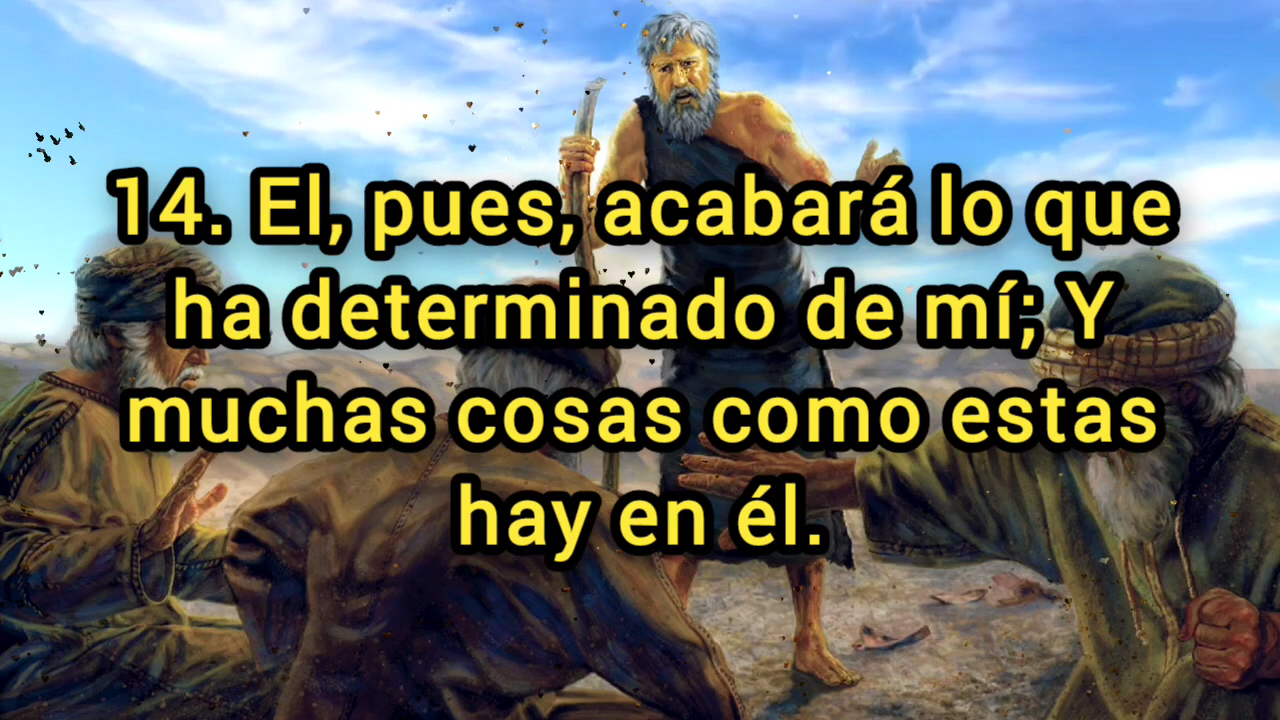 14. El, pues, acabará lo que
ha determinado de mí; Y
muchas cosas como estas
hay en él.